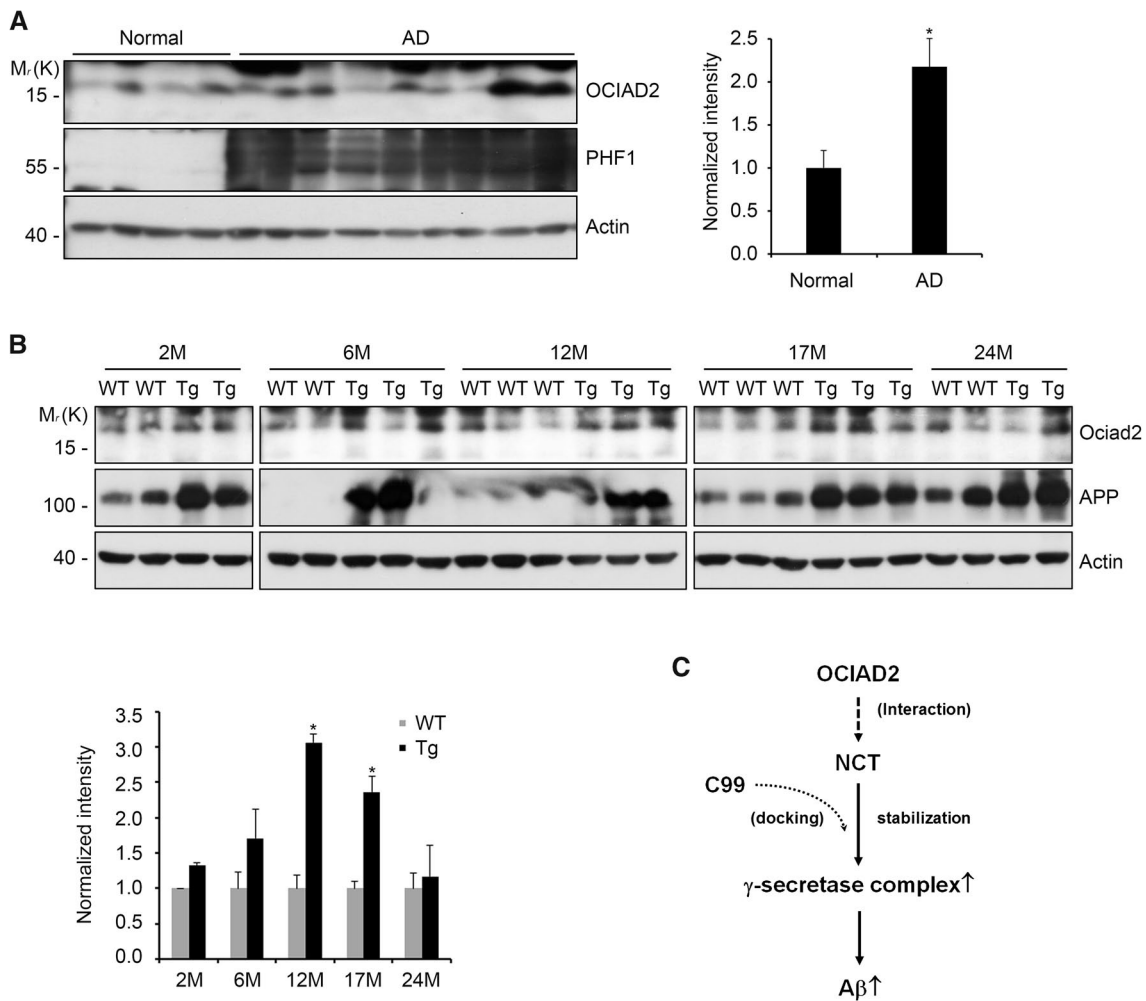 A
Normal AD
Mr(K)
15 - OCIAD2
55 - PHF1
40 - Actin
Normalized intensity
2.5
2.0
1.5
1.0
0.5
0.0
*
Normal AD
B
2M 6M 12M 17M 24M
WT WT Tg Tg WT WT Tg Tg Tg WT WT WT Tg Tg Tg WT WT WT Tg Tg Tg WT WT Tg Tg
Mr(K)
15 - Ociad2
100 - APP
40 - Actin
Normalized intensity
3.5
3.0
2.5
2.0
1.5
1.0
0.5
0.0
* *
WT
Tg
2M 6M 12M 17M 24M
C
OCIAD2
(Interaction)
NCT
C99
(docking) stabilization
γ-secretase complex↑
Aβ↑